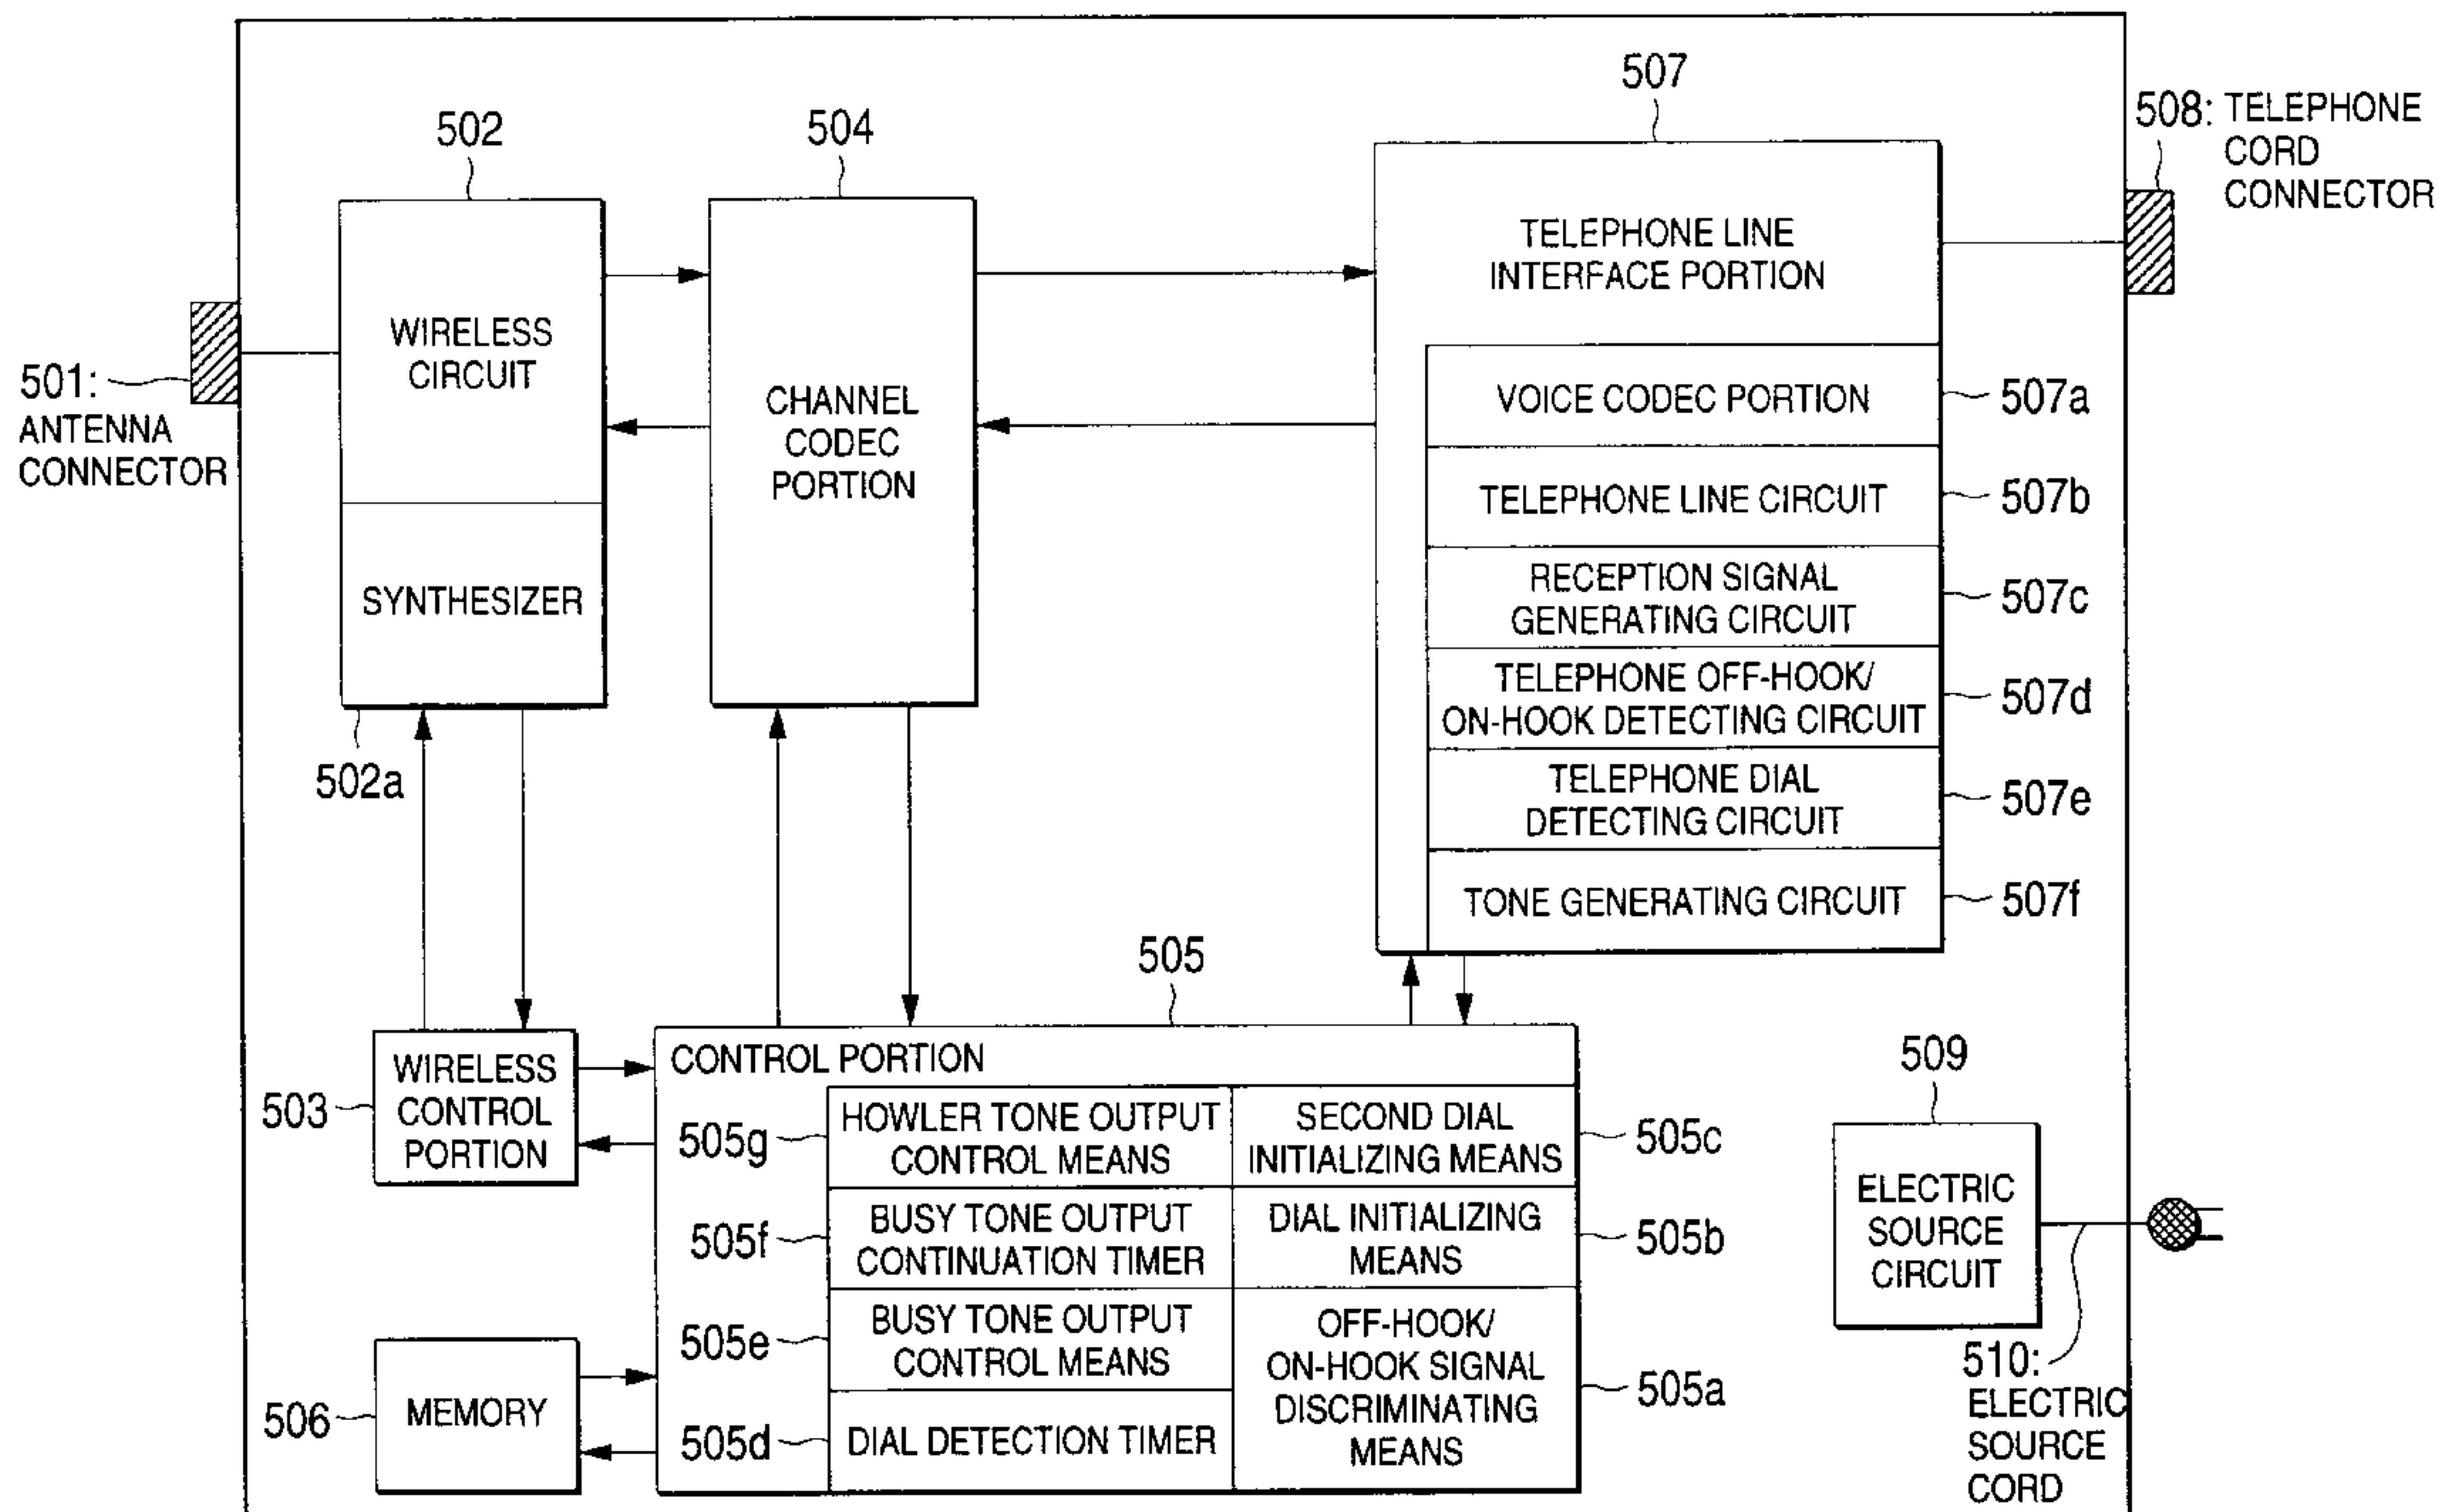 502
504
507
508: TELEPHONE
CORD
CONNECTOR
WIRELESS
CIRCUIT
SYNTHESIZER
502a
501:
ANTENNA
CONNECTOR
CHANNEL
CODEC
PORTION
TELEPHONE LINE
INTERFACE PORTION
VOICE CODEC PORTION
507a
TELEPHONE LINE CIRCUIT
507b
RECEPTION SIGNAL
GENERATING CIRCUIT
507c
TELEPHONE OFF-HOOK/
ON-HOOK DETECTING CIRCUIT
507d
TELEPHONE DIAL
DETECTING CIRCUIT
507e
TONE GENERATING CIRCUIT
507f
505
503
WIRELESS
CONTROL
PORTION
CONTROL PORTION
505g
HOWLER TONE OUTPUT
CONTROL MEANS
SECOND DIAL
INITIALIZING MEANS
505c
505f
BUSY TONE OUTPUT
CONTINUATION TIMER
DIAL INITIALIZING
MEANS
505b
505e
BUSY TONE OUTPUT
CONTROL MEANS
OFF-HOOK/
ON-HOOK SIGNAL
DISCRIMINATING
MEANS
505a
505d
DIAL DETECTION TIMER
506
MEMORY
509
ELECTRIC
SOURCE
CIRCUIT
510:
ELECTRIC
SOURCE
CORD